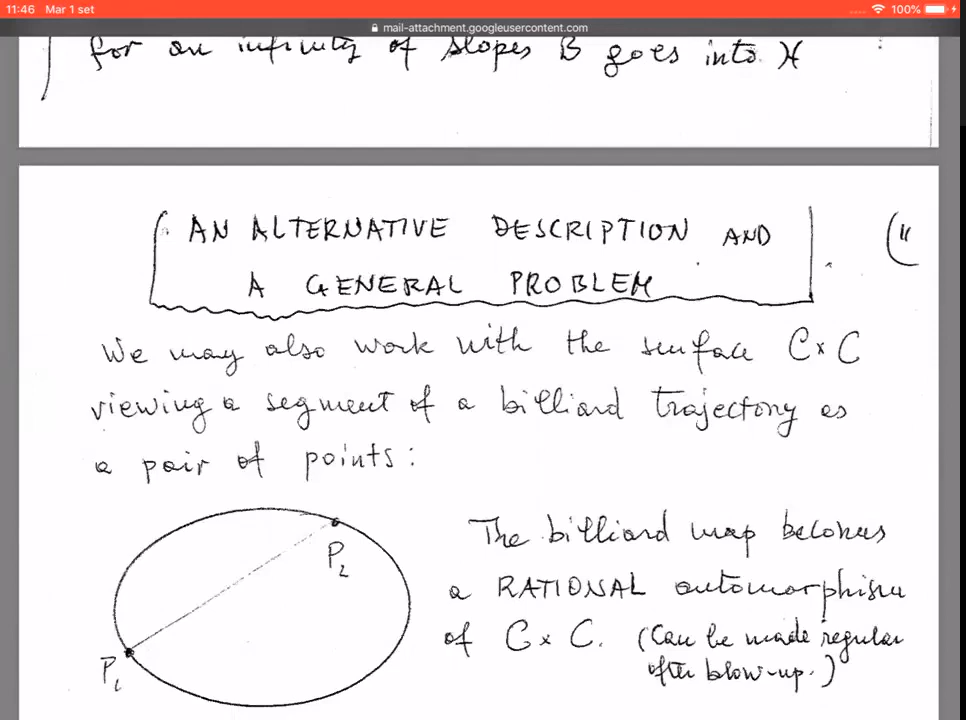 11:46 Mar 1 set
100%
mail-attachment.googleusercontent.com
for an infinity of slopes B goes into H
AN ALTERNATIVE DESCRIPTION AND
A GENERAL PROBLEM
(11
We may also work with the surface C×C
viewing a segment of a billiard trajectory as
a pair of points:
P2
P1
The billiard map becomes
a RATIONAL automorphism
of C×C. (Can be made regular
after blow-up.)